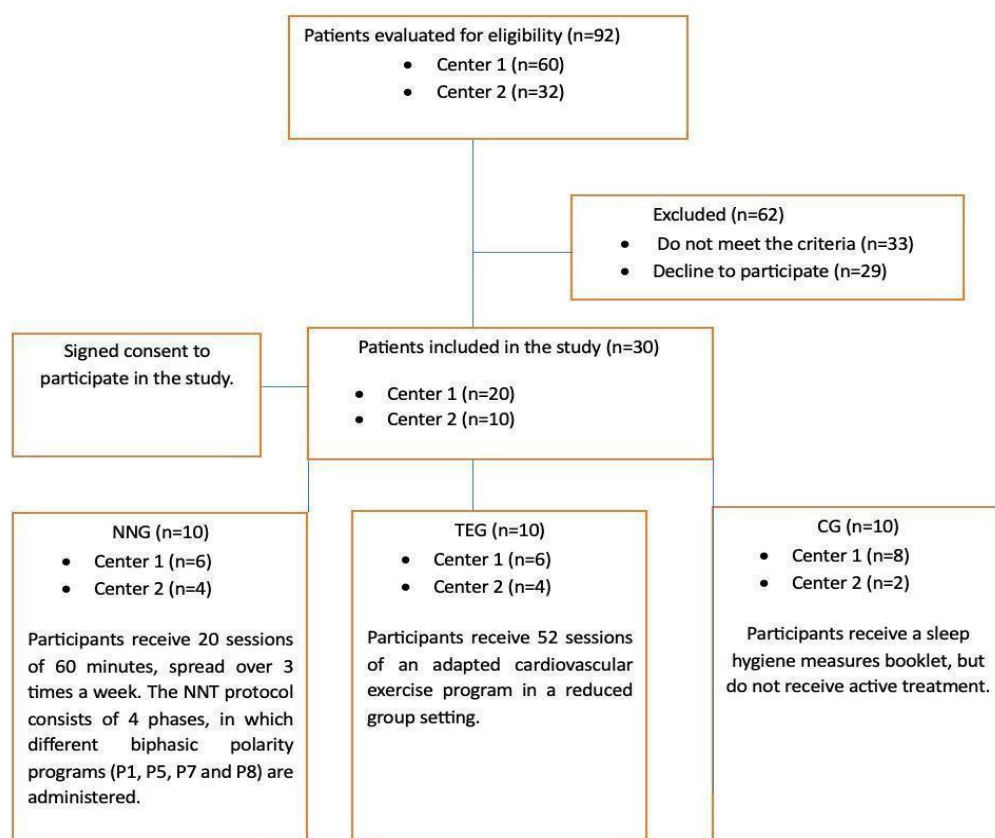 Patients evaluated for eligibility (n=92)
• Center 1 (n=60)
• Center 2 (n=32)
Excluded (n=62)
• Do not meet the criteria (n=33)
• Decline to participate (n=29)
Signed consent to
participate in the study.
Patients included in the study (n=30)
• Center 1 (n=20)
• Center 2 (n=10)
NNG (n=10)
• Center 1 (n=6)
• Center 2 (n=4)
Participants receive 20 sessions
of 60 minutes, spread over 3
times a week. The NNT protocol
consists of 4 phases, in which
different biphasic polarity
programs (P1, P5, P7 and P8) are
administered.
TEG (n=10)
• Center 1 (n=6)
• Center 2 (n=4)
Participants receive 52 sessions
of an adapted cardiovascular
exercise program in a reduced
group setting.
CG (n=10)
• Center 1 (n=8)
• Center 2 (n=2)
Participants receive a sleep
hygiene measures booklet, but
do not receive active treatment.